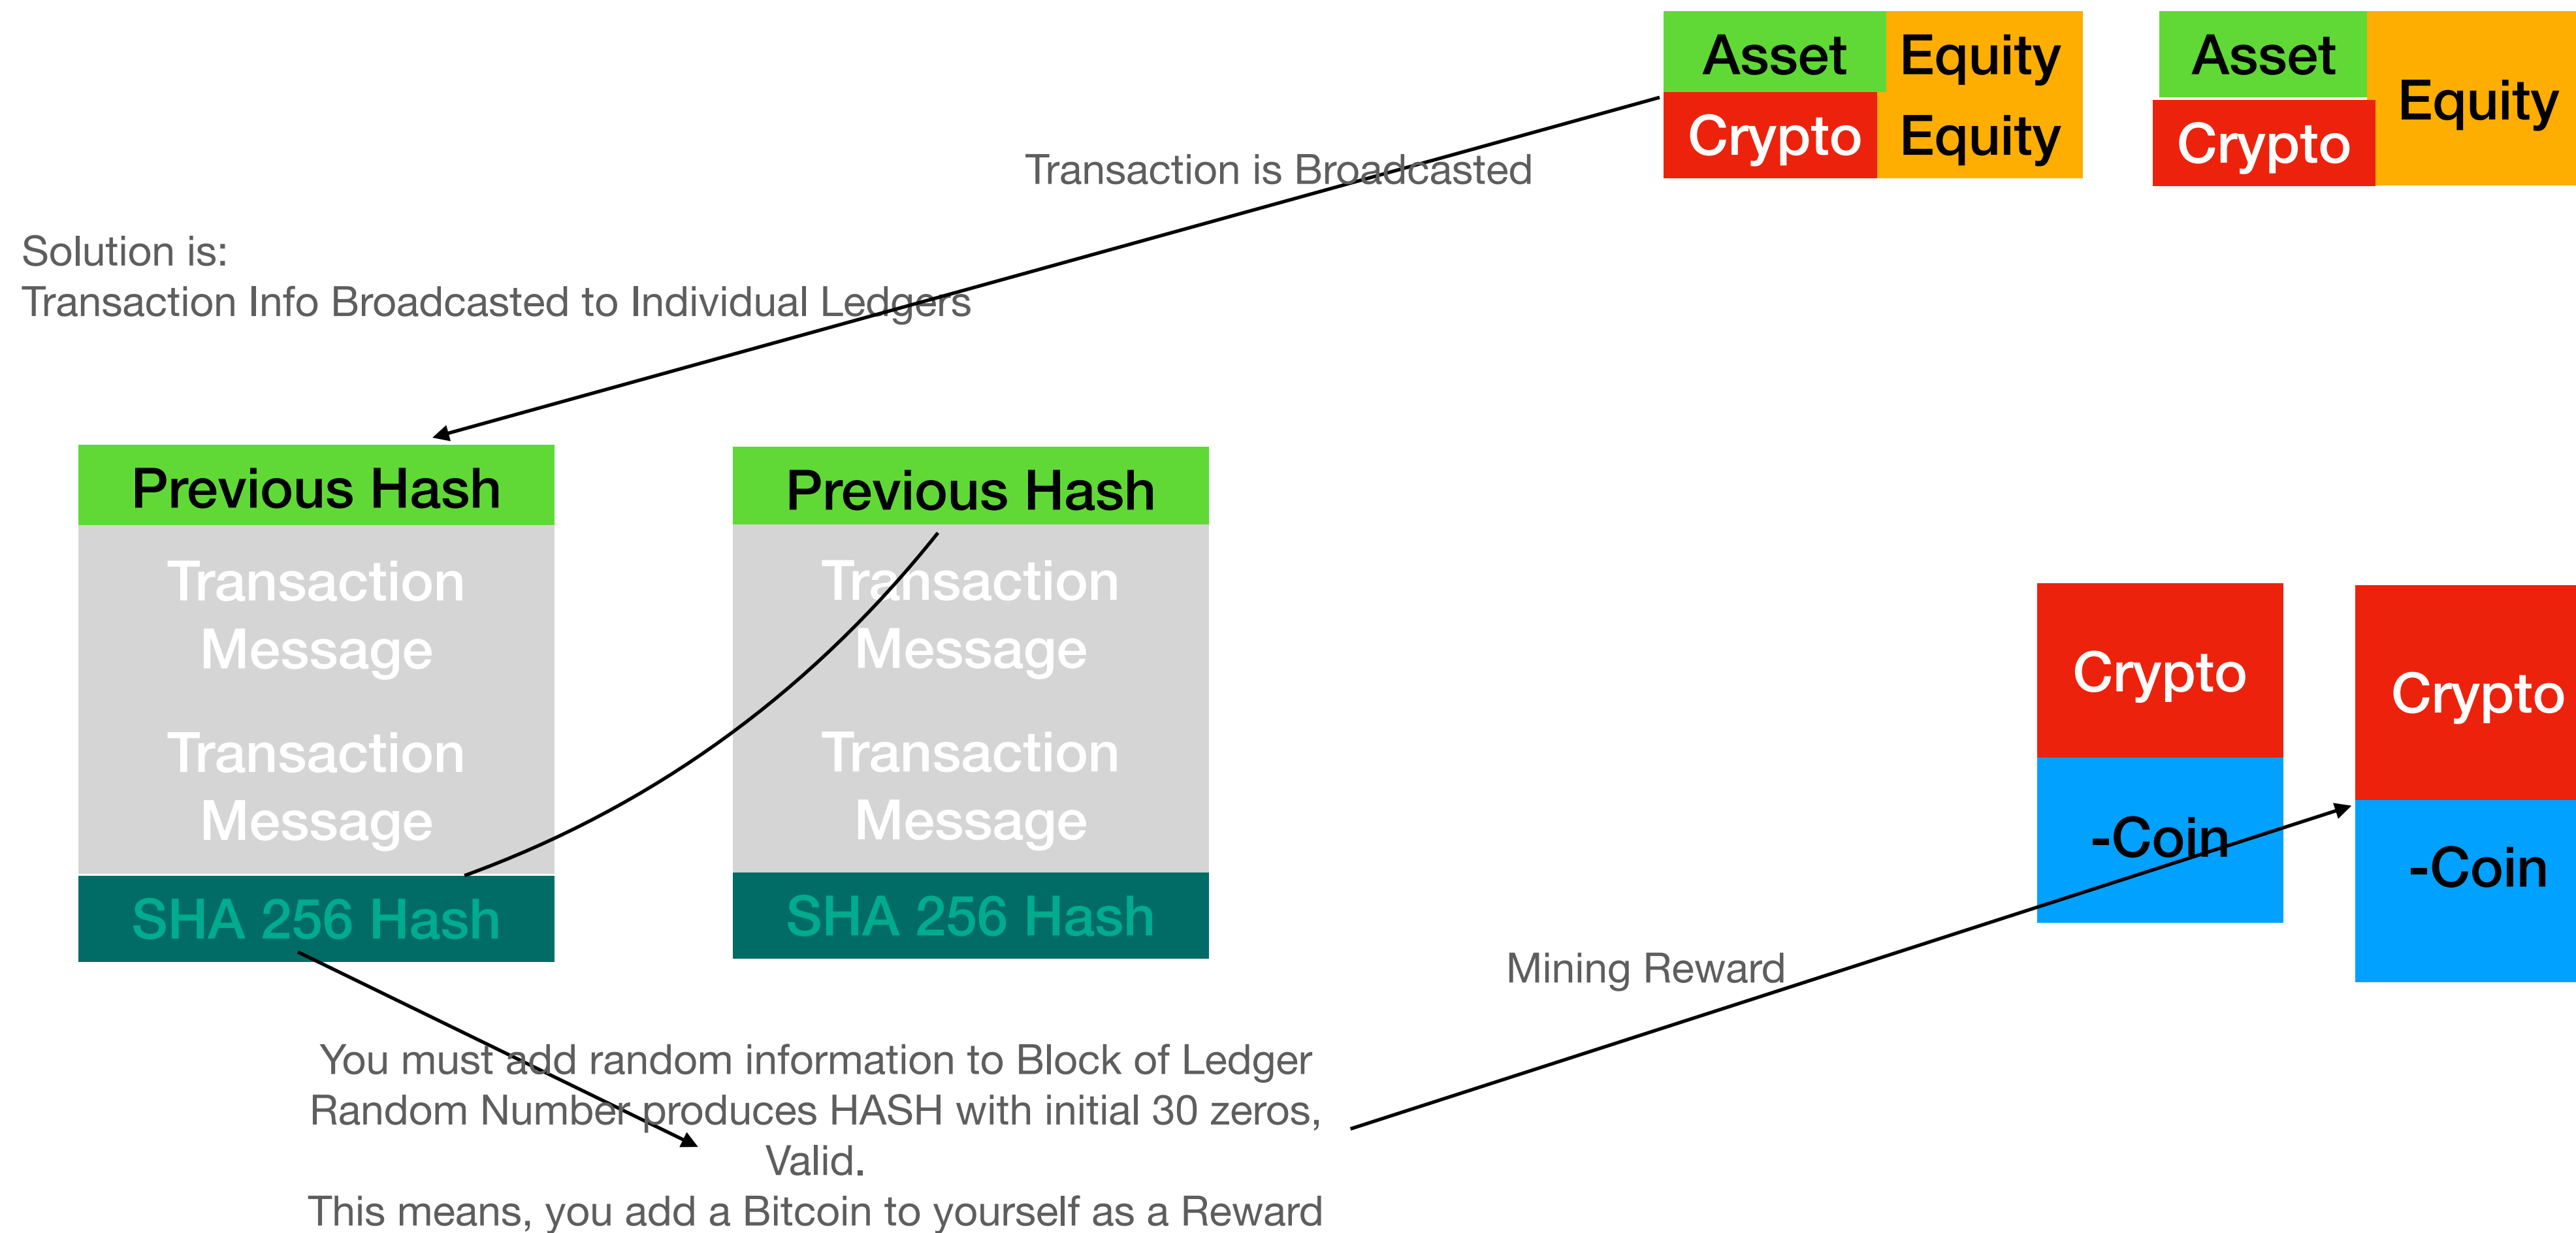 Asset
Equity
Crypto
Equity
Asset
Equity
Crypto
Transaction is Broadcasted
Solution is:
Transaction Info Broadcasted to Individual Ledgers
Previous Hash
Transaction
Message
Transaction
Message
SHA 256 Hash
Previous Hash
Transaction
Message
Transaction
Message
SHA 256 Hash
Crypto
-Coin
Crypto
-Coin
Mining Reward
You must add random information to Block of Ledger
Random Number produces HASH with initial 30 zeros,
Valid.
This means, you add a Bitcoin to yourself as a Reward